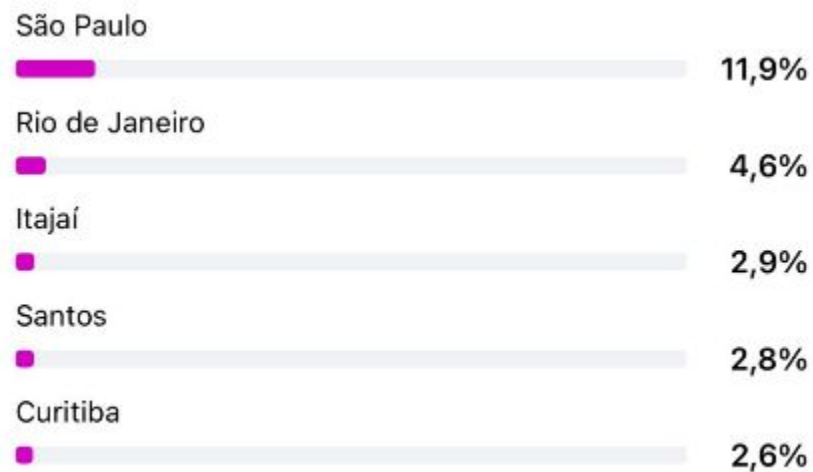 São Paulo
11,9%
Rio de Janeiro
4,6%
Itajaí
2,9%
Santos
2,8%
Curitiba
2,6%